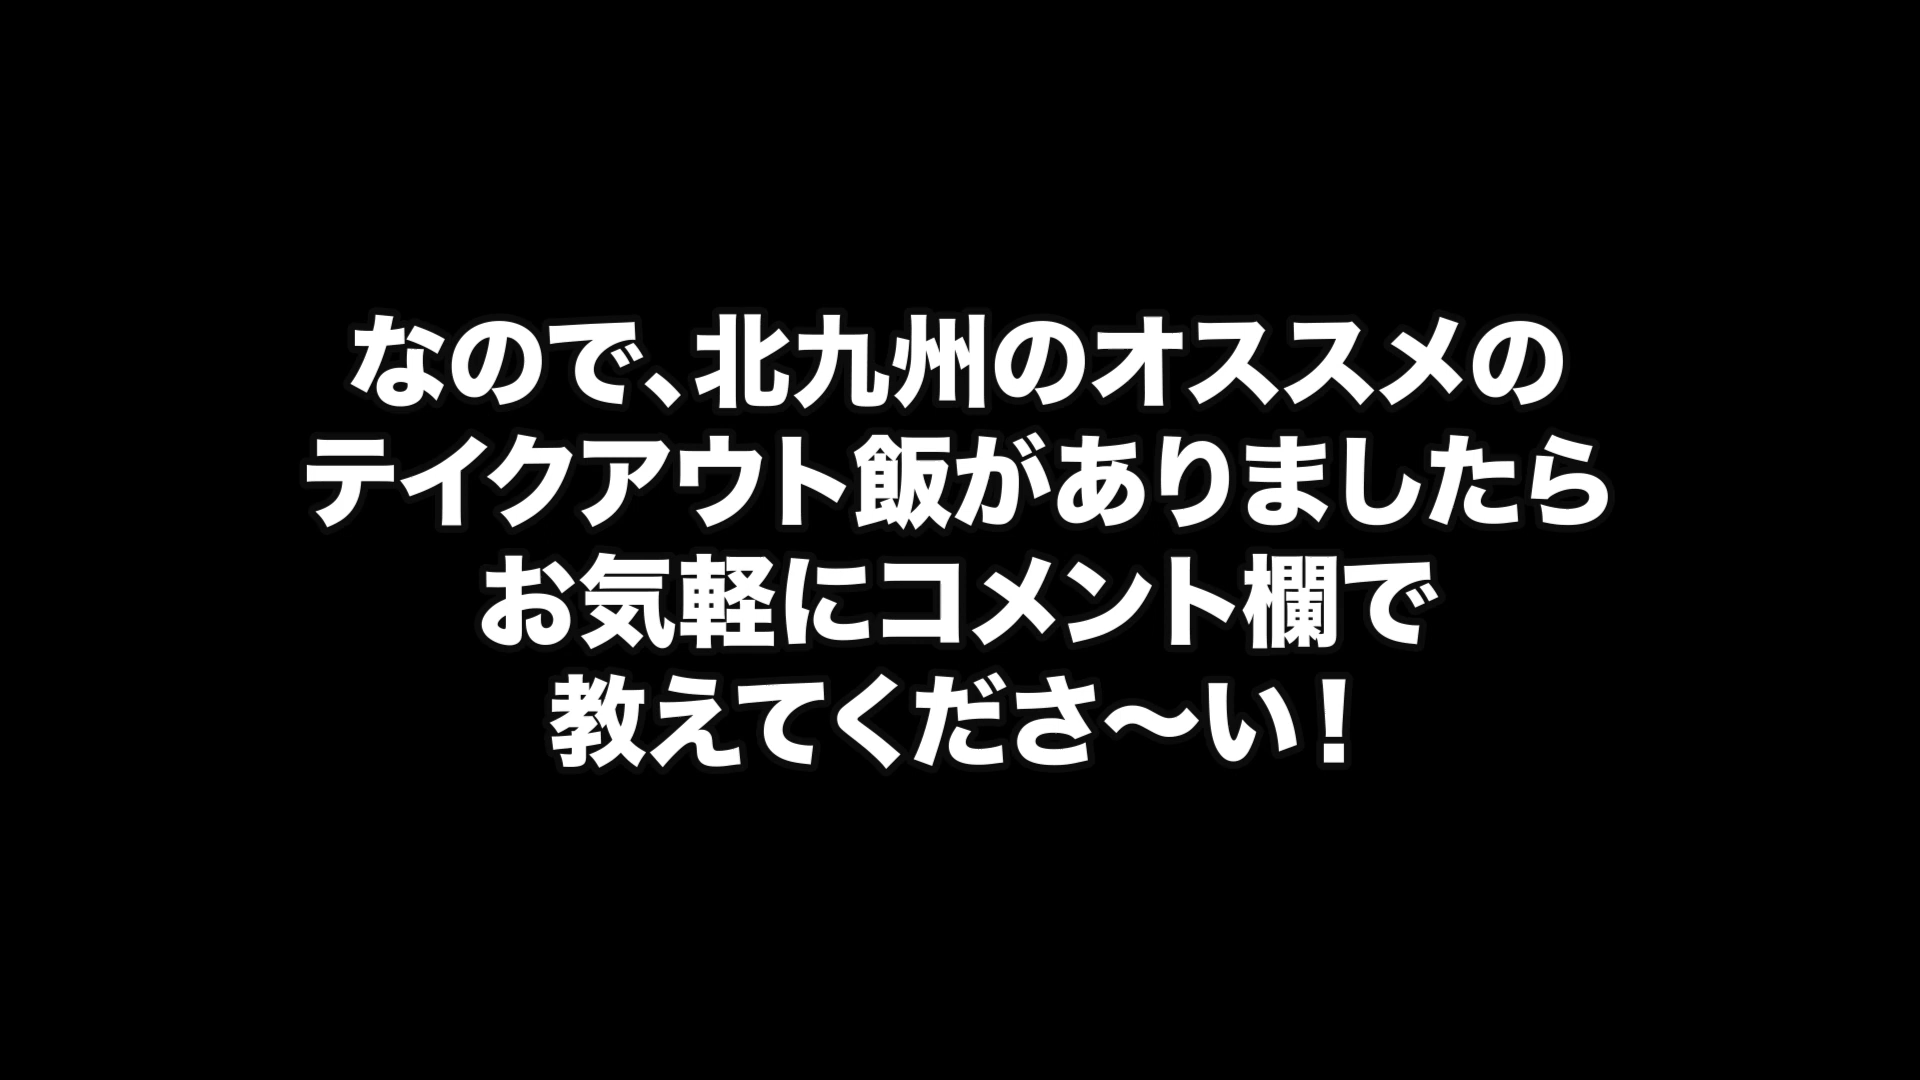 なので、北九州のオススメの
テイクアウト飯がありましたら
お気軽にコメント欄で
教えてくださ〜い！